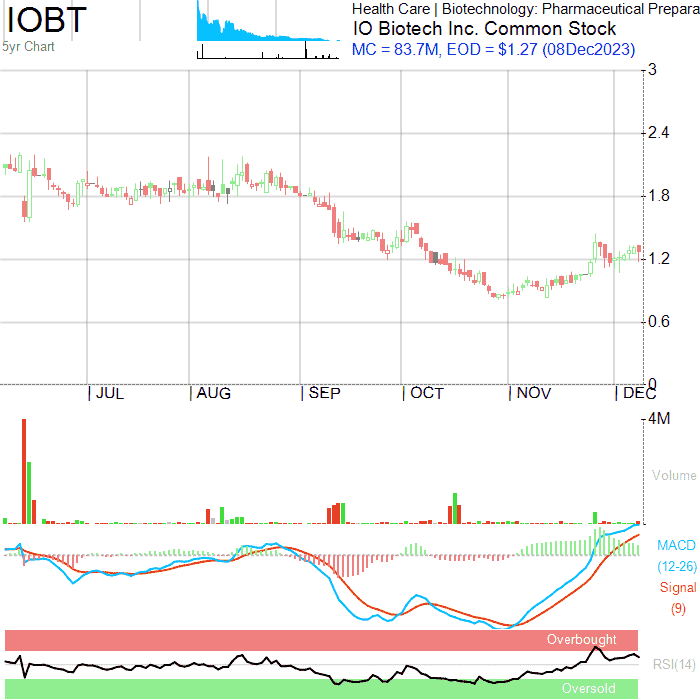 IOBT
5yr Chart
Health Care | Biotechnology: Pharmaceutical Prepara
IO Biotech Inc. Common Stock
MC = 83.7M, EOD = $1.27 (08Dec2023)
3
2.4
1.8
1.2
0.6
0
JUL AUG SEP OCT NOV DEC
4M
Volume
MACD
(12-26)
Signal
(9)
Overbought
RSI(14)
Oversold